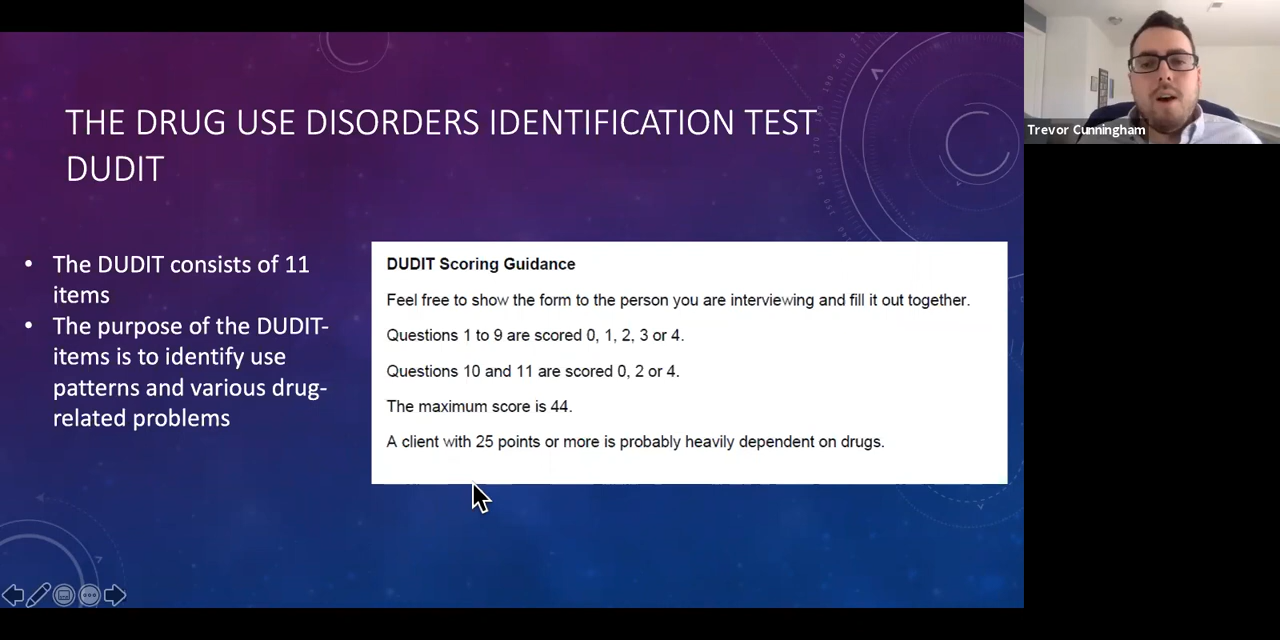 THE DRUG USE DISORDERS IDENTIFICATION TEST
DUDIT
• The DUDIT consists of 11
items
• The purpose of the DUDIT-
items is to identify use
patterns and various drug-
related problems
DUDIT Scoring Guidance
Feel free to show the form to the person you are interviewing and fill it out together.
Questions 1 to 9 are scored 0, 1, 2, 3 or 4.
Questions 10 and 11 are scored 0, 2 or 4.
The maximum score is 44.
A client with 25 points or more is probably heavily dependent on drugs.
Trevor Cunningham